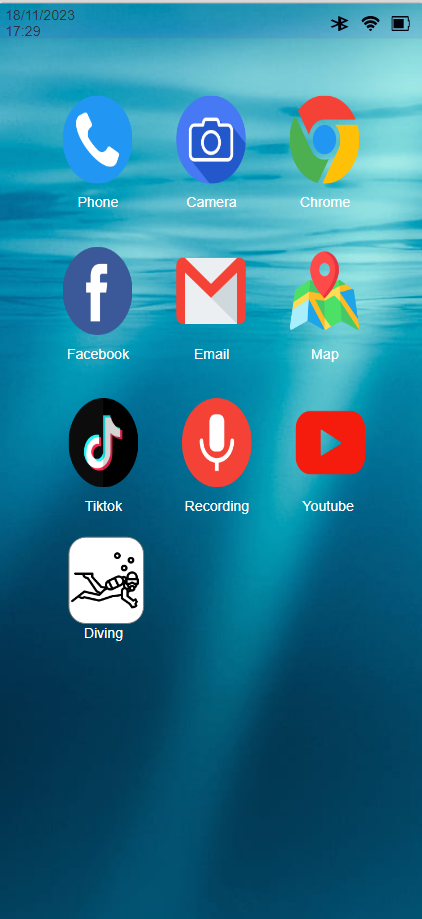 18/11/2023
17:29
Phone Camera Chrome
Facebook Email Map
Tiktok Recording Youtube
Diving